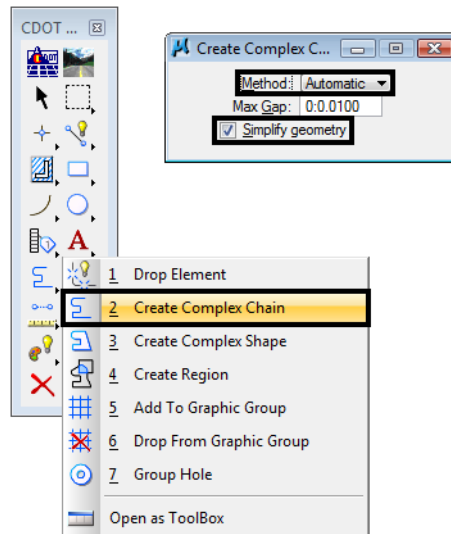 CDOT ...
Create Complex C...
Method: Automatic
Max Gap: 0:0.0100
Simplify geometry
A
1 Drop Element
2 Create Complex Chain
3 Create Complex Shape
4 Create Region
5 Add To Graphic Group
6 Drop From Graphic Group
7 Group Hole
Open as ToolBox